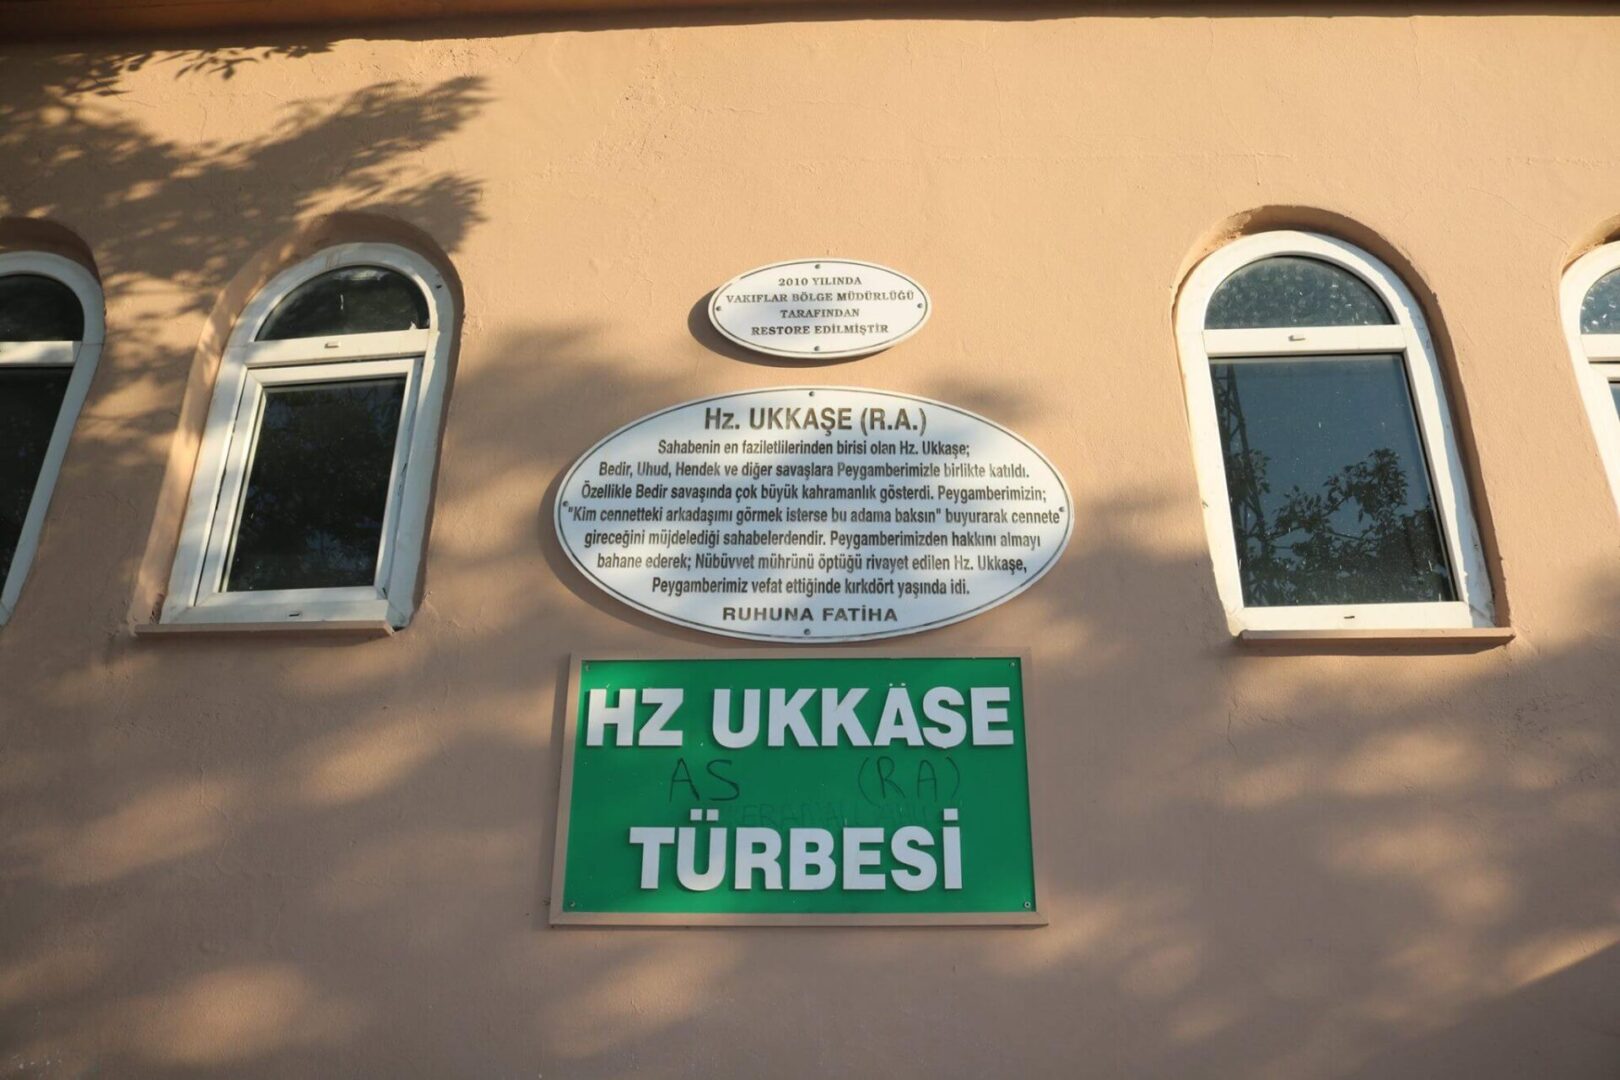 2010 YILINDA
VAKIFLAR BÖLGE MÜDÜRLÜĞÜ
TARAFINDAN
RESTORE EDİLMİŞTİR
Hz. UKKAŞE (R.A.)
Sahabenin en faziletlilerinden birisi olan Hz. Ukkaşe;
Bedir, Uhud, Hendek ve diğer savaşlara Peygamberimizle birlikte katıldı.
Özellikle Bedir savaşında çok büyük kahramanlık gösterdi. Peygamberimizin;
"Kim cennetteki arkadaşımı görmek isterse bu adama baksın" buyurarak cennete
gireceğini müjdelediği sahabelerdendir. Peygamberimizden hakkını almayı
bahane ederek; Nübüvvet mührünü öptüğü rivayet edilen Hz. Ukkaşe,
Peygamberimiz vefat ettiğinde kırkdört yaşında idi.
RUHUNA FATİHA
HZ UKKÄSE
AS (RA)
TÜRBESİ